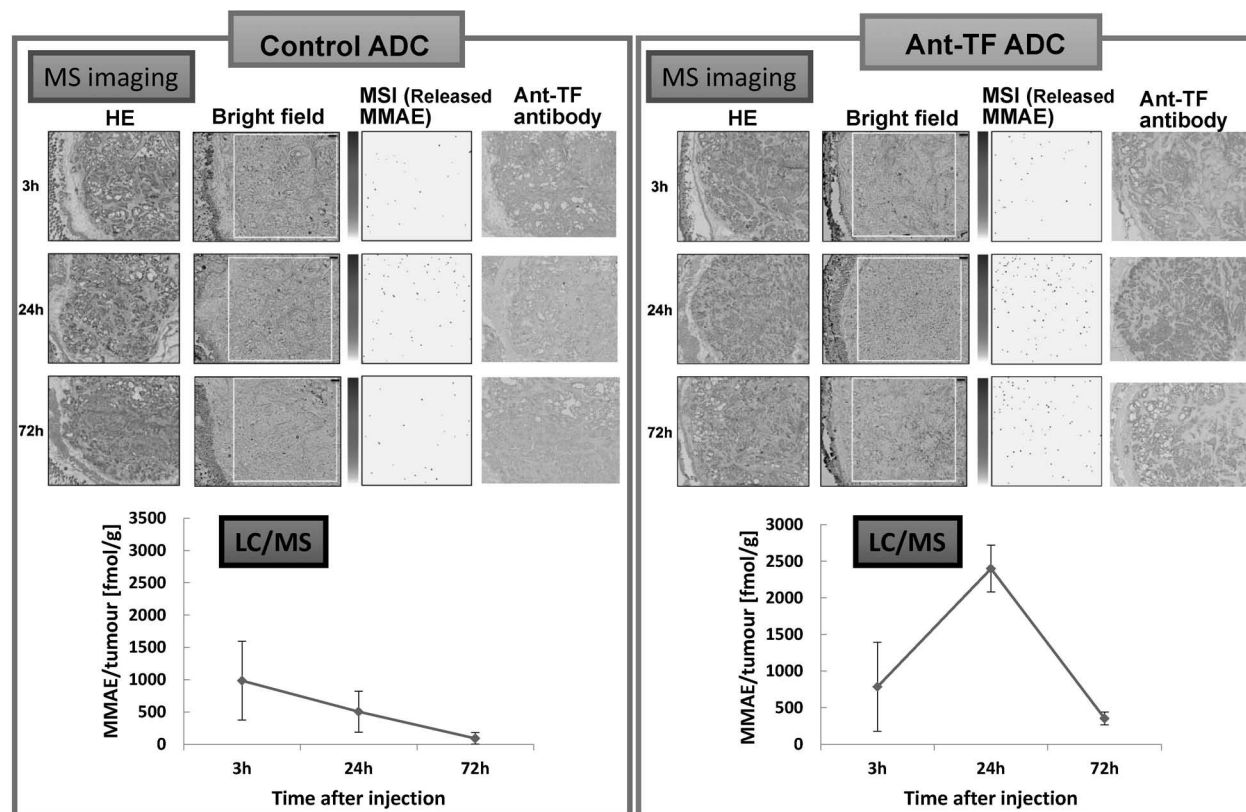 Control ADC
MS imaging
HE
Bright field
MSI (Released
MMAE)
Ant-TF
antibody
3h
24h
72h
LC/MS
MMAE/tumour [fmol/g]
3500
3000
2500
2000
1500
1000
500
0
3h
24h
72h
Time after injection
Ant-TF ADC
MS imaging
HE
Bright field
MSI (Released
MMAE)
Ant-TF
antibody
3h
24h
72h
LC/MS
MMAE/tumour [fmol/g]
3000
2500
2000
1500
1000
500
0
3h
24h
72h
Time after injection